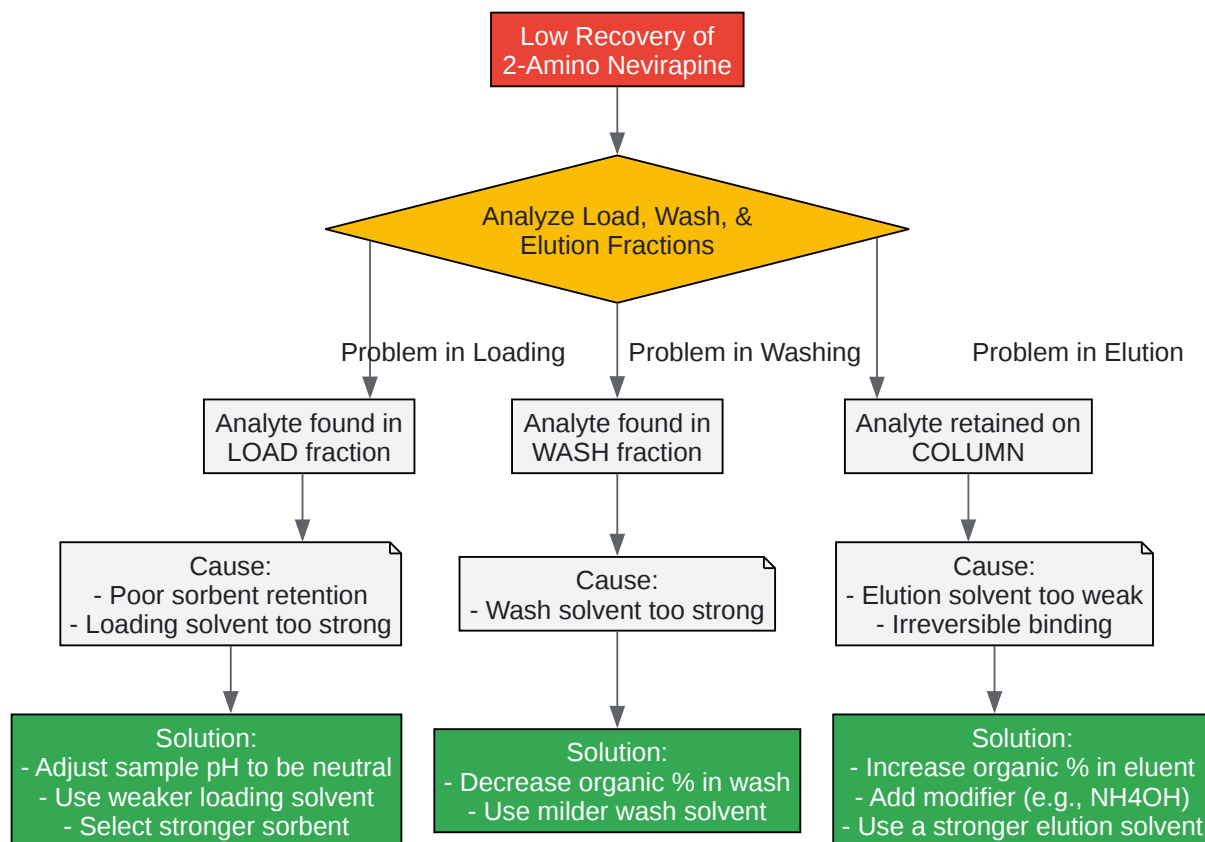 Low Recovery of
2-Amino Nevirapine
Analyze Load, Wash, &
Elution Fractions
Problem in Loading
Problem in Washing
Problem in Elution
Analyte found in
LOAD fraction
Analyte found in
WASH fraction
Analyte retained on
COLUMN
Cause:
- Poor sorbent retention
- Loading solvent too strong
Cause:
- Wash solvent too strong
Cause:
- Elution solvent too weak
- Irreversible binding
Solution:
- Adjust sample pH to be neutral
- Use weaker loading solvent
- Select stronger sorbent
Solution:
- Decrease organic % in wash
- Use milder wash solvent
Solution:
- Increase organic % in eluent
- Add modifier (e.g., NH4OH)
- Use a stronger elution solvent